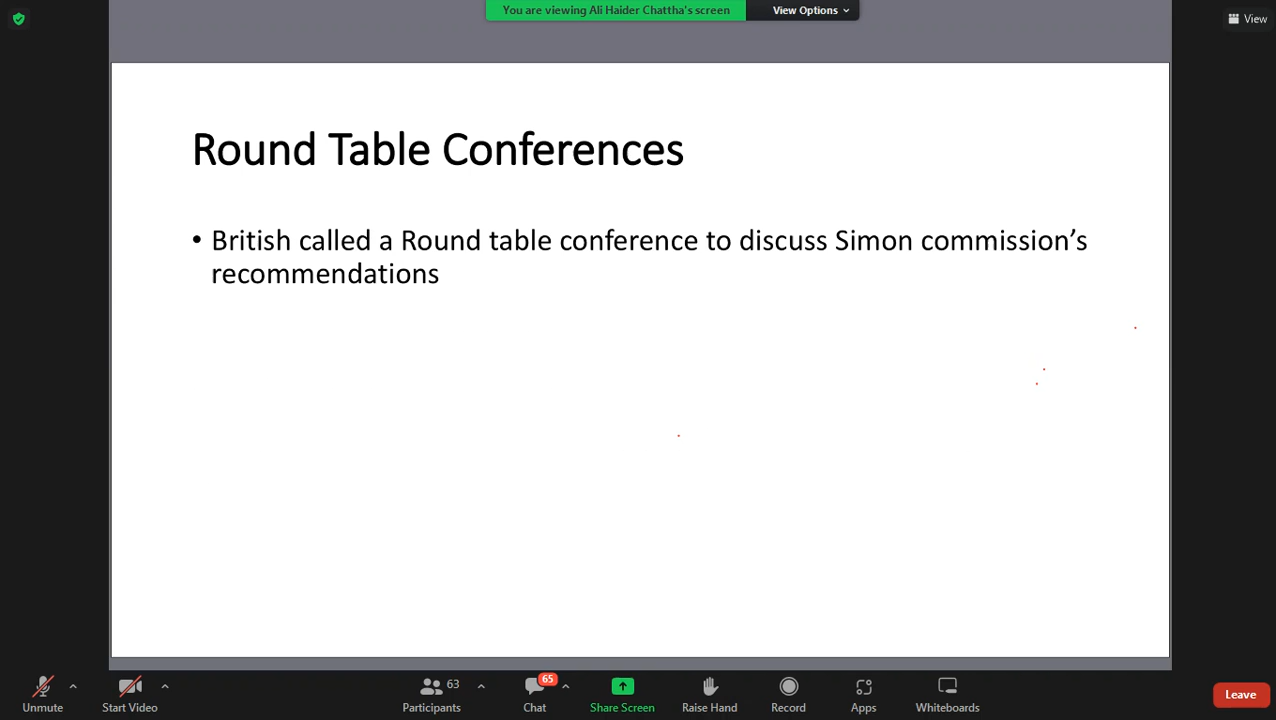 You are viewing Ali Haider Chattha's screen
View Options
View
Round Table Conferences
• British called a Round table conference to discuss Simon commission’s
recommendations
Unmute
Start Video
63
Participants
65
Chat
Share Screen
Raise Hand
Record
Apps
Whiteboards
Leave